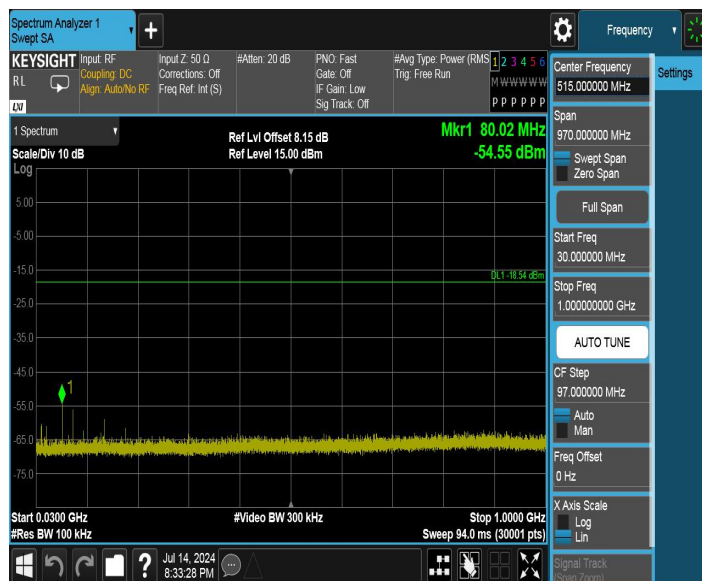 Spectrum Analyzer 1
Swept SA
+
Frequency
KEYSIGHT
R L
LXI
Input: RF
Coupling: DC
Align: Auto/No RF
Input Z: 50 Ω
Corrections: Off
Freq Ref: Int (S)
#Atten: 20 dB
PNO: Fast
Gate: Off
IF Gain: Low
Sig Track: Off
#Avg Type: Power (RMS
Trig: Free Run
1 2 3 4 5 6
M W W W W W
P P P P P P
1 Spectrum
Scale/Div 10 dB
Ref Lvl Offset 8.15 dB
Ref Level 15.00 dBm
Mkr1 80.02 MHz
-54.55 dBm
Log
5.00
-5.00
-15.0
-25.0
-35.0
-45.0
-55.0
-65.0
-75.0
DL1 -18.54 dBm
1
Start 0.0300 GHz
#Res BW 100 kHz
#Video BW 300 kHz
Stop 1.0000 GHz
Sweep 94.0 ms (30001 pts)
Center Frequency
515.000000 MHz
Span
970.000000 MHz
Swept Span
Zero Span
Full Span
Start Freq
30.000000 MHz
Stop Freq
1.000000000 GHz
AUTO TUNE
CF Step
97.000000 MHz
Auto
Man
Freq Offset
0 Hz
X Axis Scale
Log
Lin
Signal Track
(Span Zoom)
Settings
?
Jul 14, 2024
8:33:28 PM